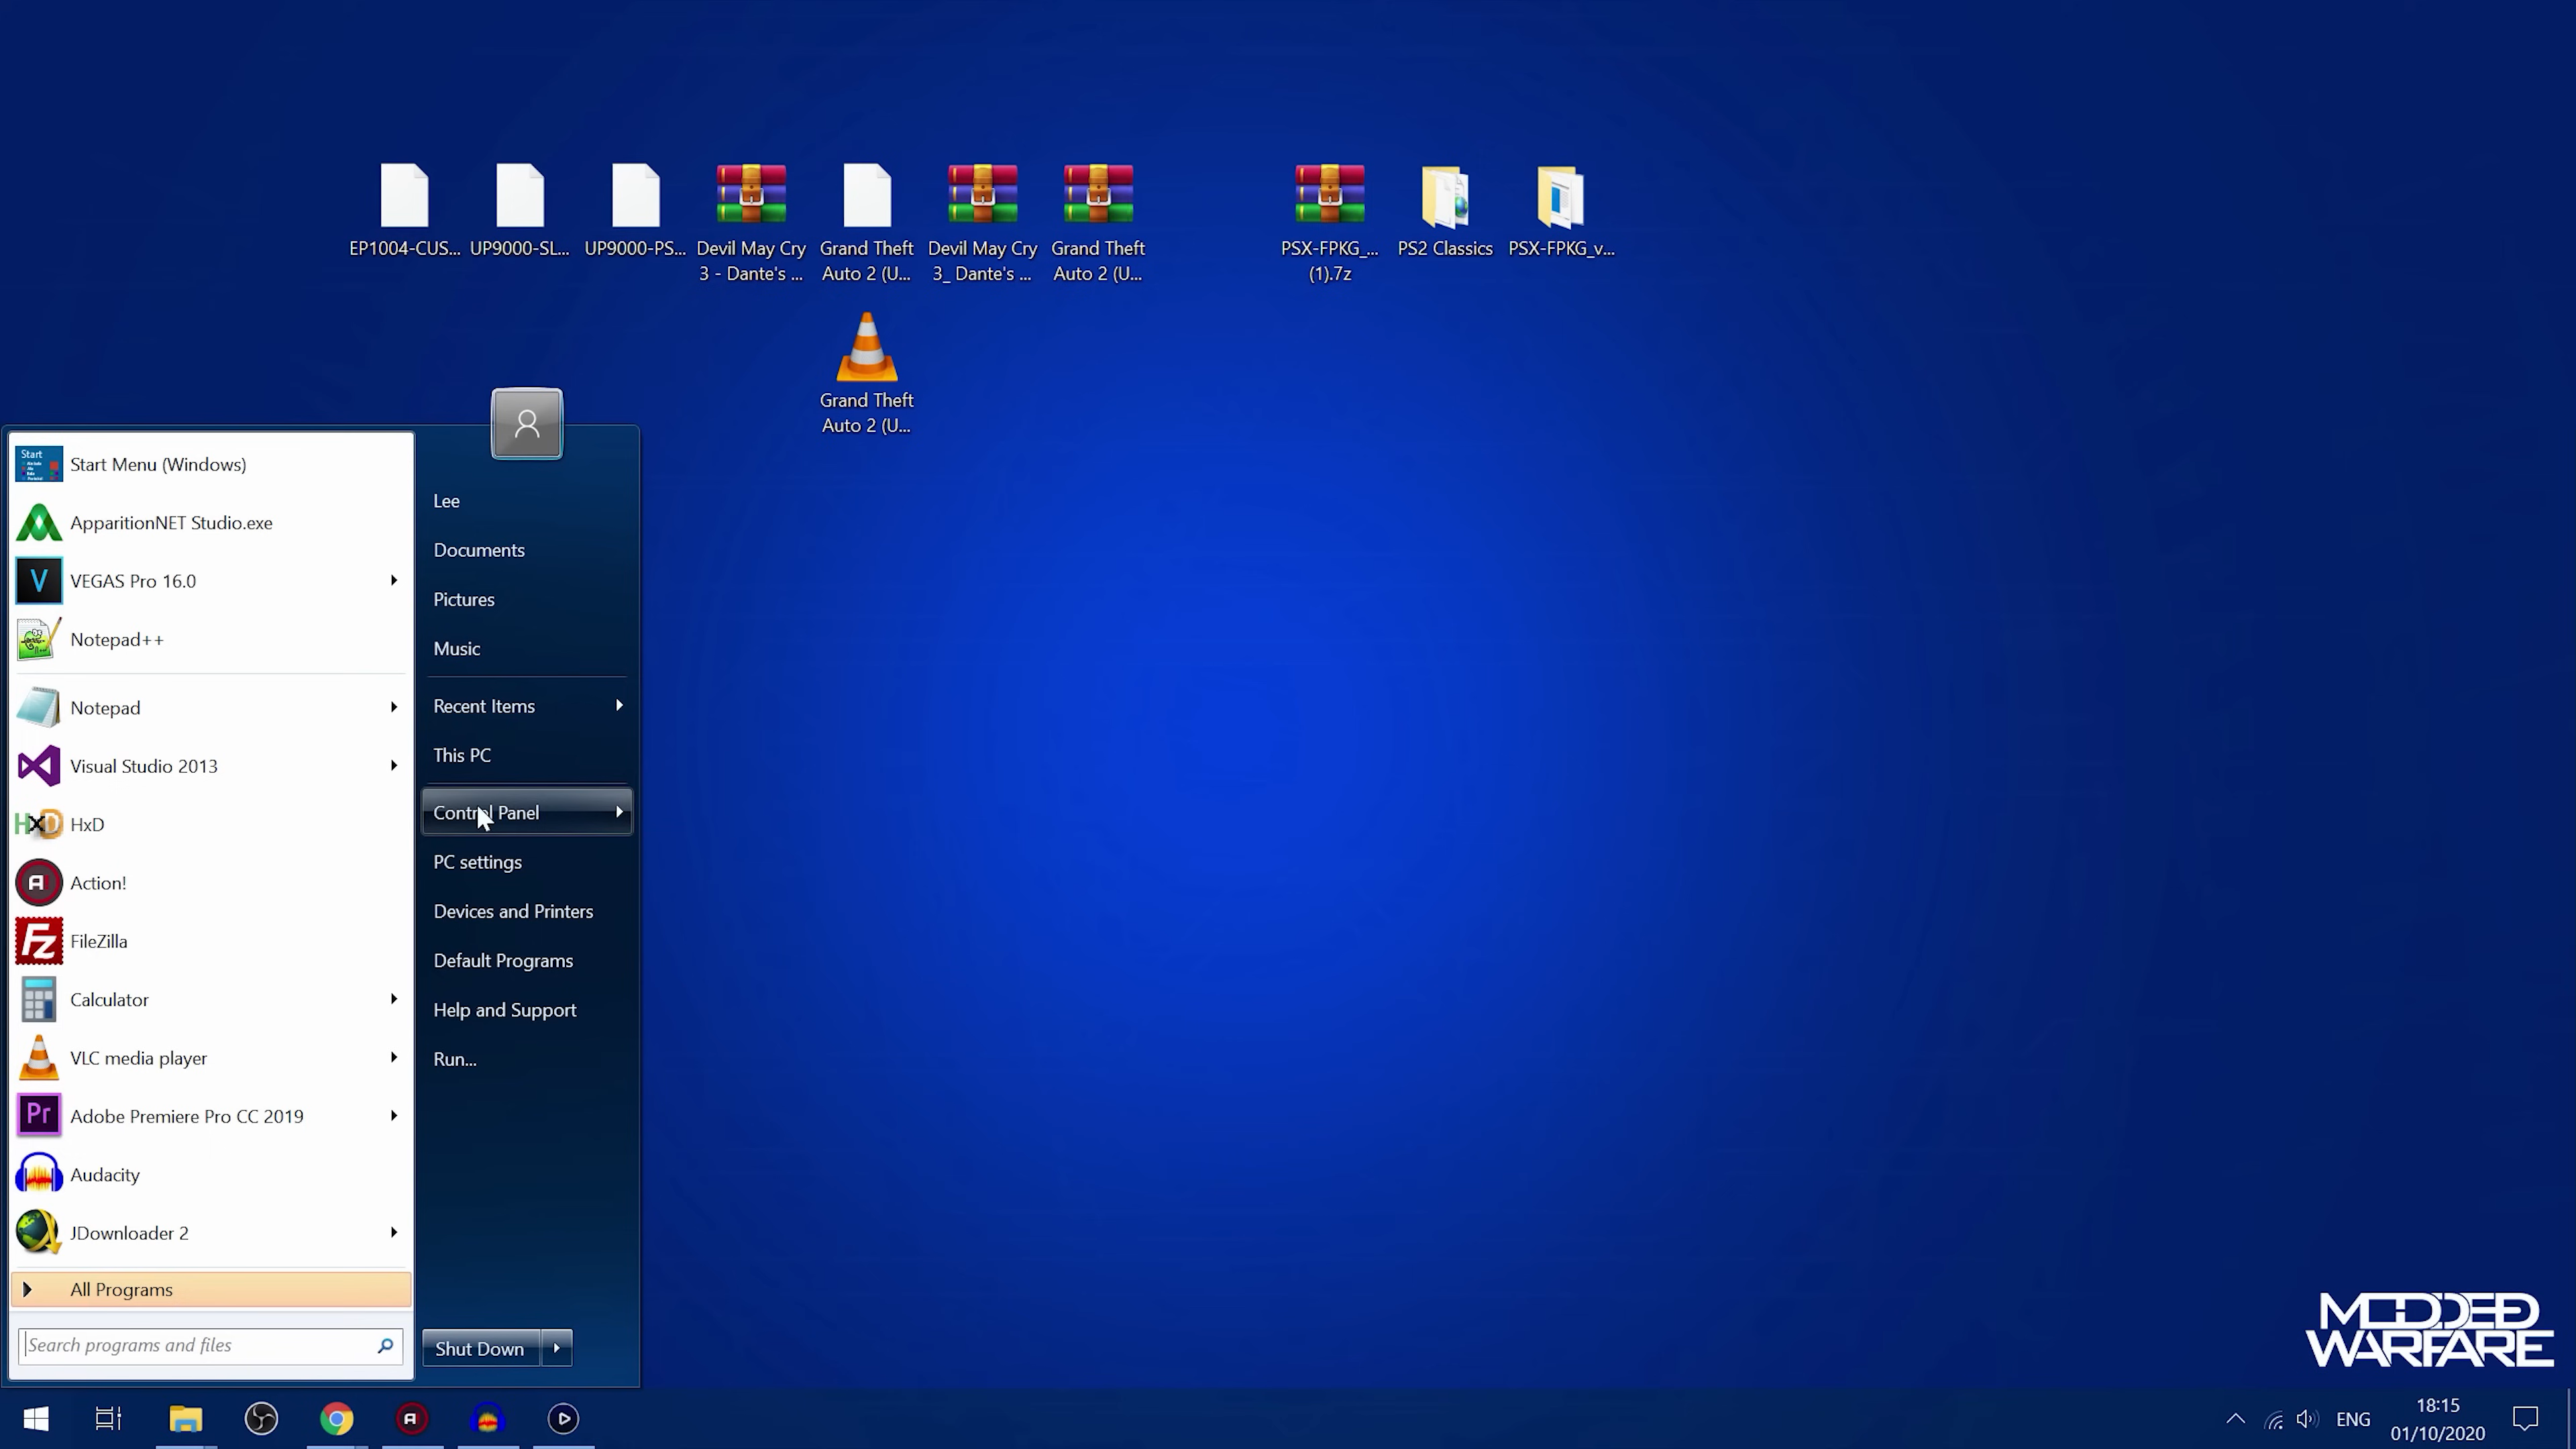 EP1004-CUS...
UP9000-SL...
UP9000-PS...
Devil May Cry
3 - Dante's ...
Grand Theft
Auto 2 (U...
Devil May Cry
3_ Dante's ...
Grand Theft
Auto 2 (U...
PSX-FPKG_...
(1).7z
PS2 Classics
PSX-FPKG_v...
Grand Theft
Auto 2 (U...
Start
Start Menu (Windows)
ApparitionNET Studio.exe
V
VEGAS Pro 16.0
Notepad++
Notepad
Visual Studio 2013
HxD
HxD
A
Action!
Fz
FileZilla
Calculator
VLC media player
Pr
Adobe Premiere Pro CC 2019
Audacity
JDownloader 2
All Programs
Search programs and files
Lee
Documents
Pictures
Music
Recent Items
This PC
Control Panel
PC settings
Devices and Printers
Default Programs
Help and Support
Run...
Shut Down
MODDED
WARFARE
A
ENG
18:15
01/10/2020